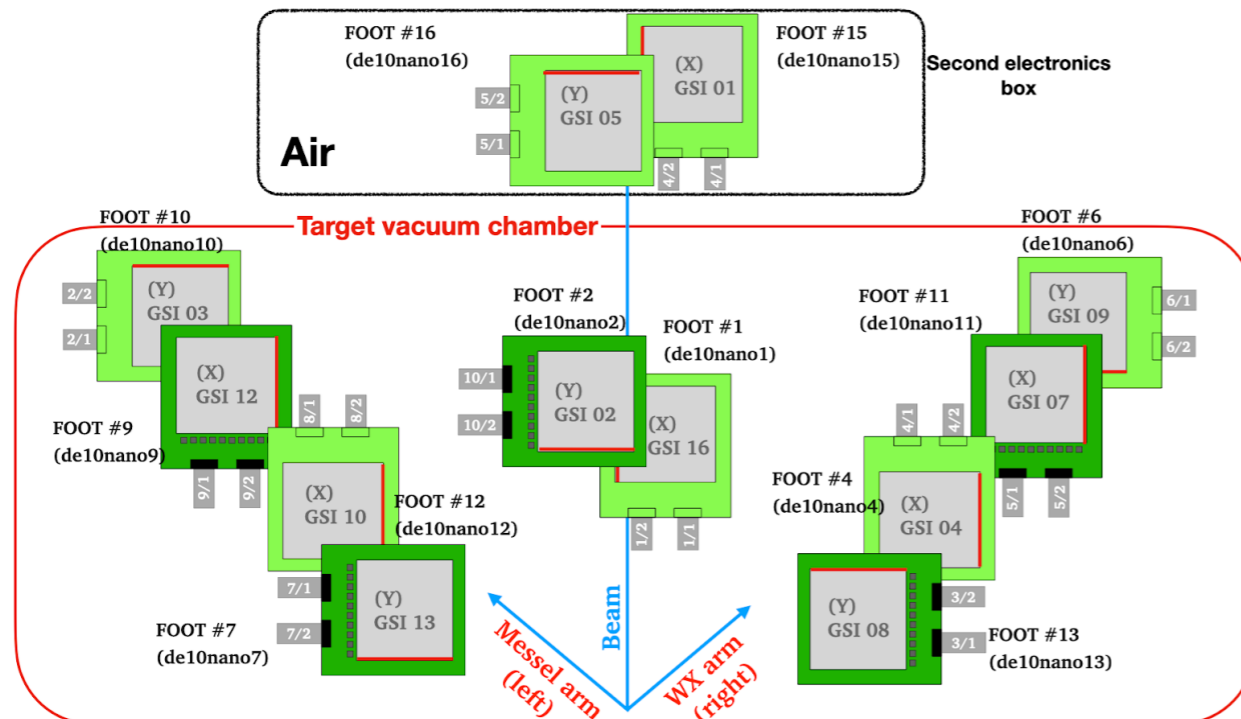 FOOT #16
(de10nano16)
FOOT #15
(de10nano15)
(X)
GSI 01
(Y)
GSI 05
5/2
5/1
4/2
4/1
Second electronics
box
Air
Target vacuum chamber
FOOT #10
(de10nano10)
(Y)
GSI 03
2/2
2/1
(X)
GSI 12
FOOT #9
(de10nano9)
9/1
9/2
8/1
8/2
(X)
GSI 10
FOOT #12
(de10nano12)
7/1
7/2
(Y)
GSI 13
FOOT #7
(de10nano7)
FOOT #2
(de10nano2)
FOOT #1
(de10nano1)
10/1
10/2
(Y)
GSI 02
(X)
GSI 16
1/2
1/1
FOOT #6
(de10nano6)
(Y)
GSI 09
6/1
6/2
FOOT #11
(de10nano11)
(X)
GSI 07
5/1
5/2
4/1
4/2
FOOT #4
(de10nano4)
(X)
GSI 04
(Y)
GSI 08
3/2
3/1
FOOT #13
(de10nano13)
Messel arm
(left)
Beam
WX arm
(right)